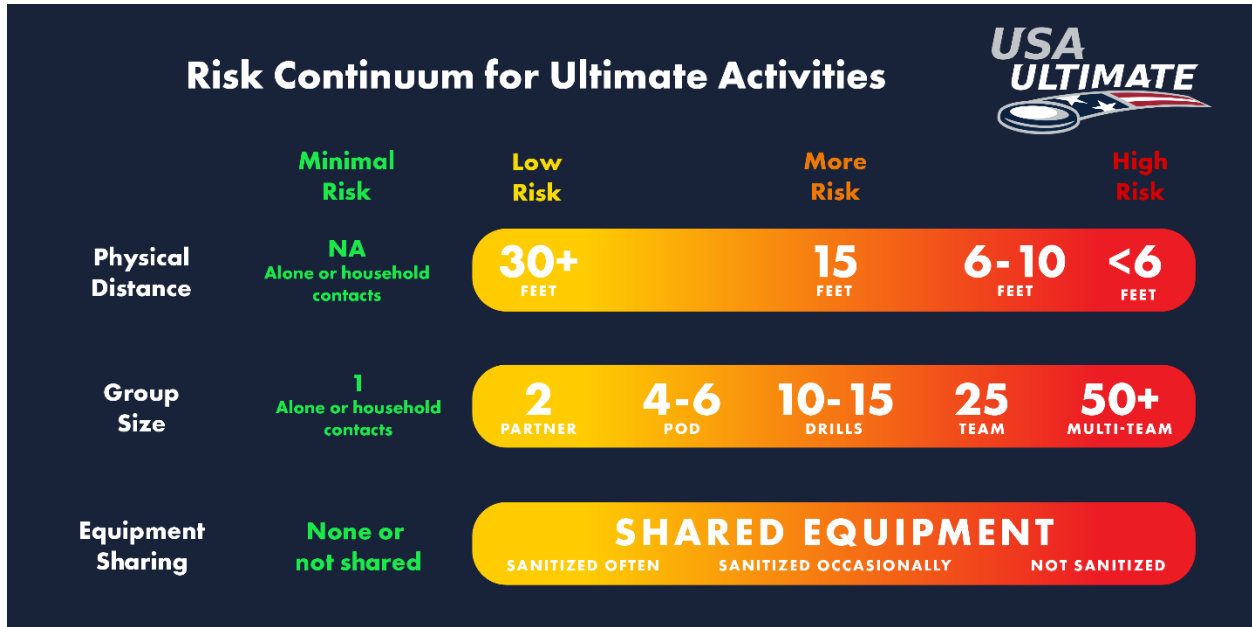 USA
ULTIMATE
Risk Continuum for Ultimate Activities
Minimal
Risk
Low
Risk
More
Risk
High
Risk
Physical
Distance
NA
Alone or household
contacts
30+
FEET
15
FEET
6-10
FEET
<6
FEET
Group
Size
1
Alone or household
contacts
2
PARTNER
4-6
POD
10-15
DRILLS
25
TEAM
50+
MULTI-TEAM
Equipment
Sharing
None or
not shared
SHARED EQUIPMENT
SANITIZED OFTEN
SANITIZED OCCASIONALLY
NOT SANITIZED